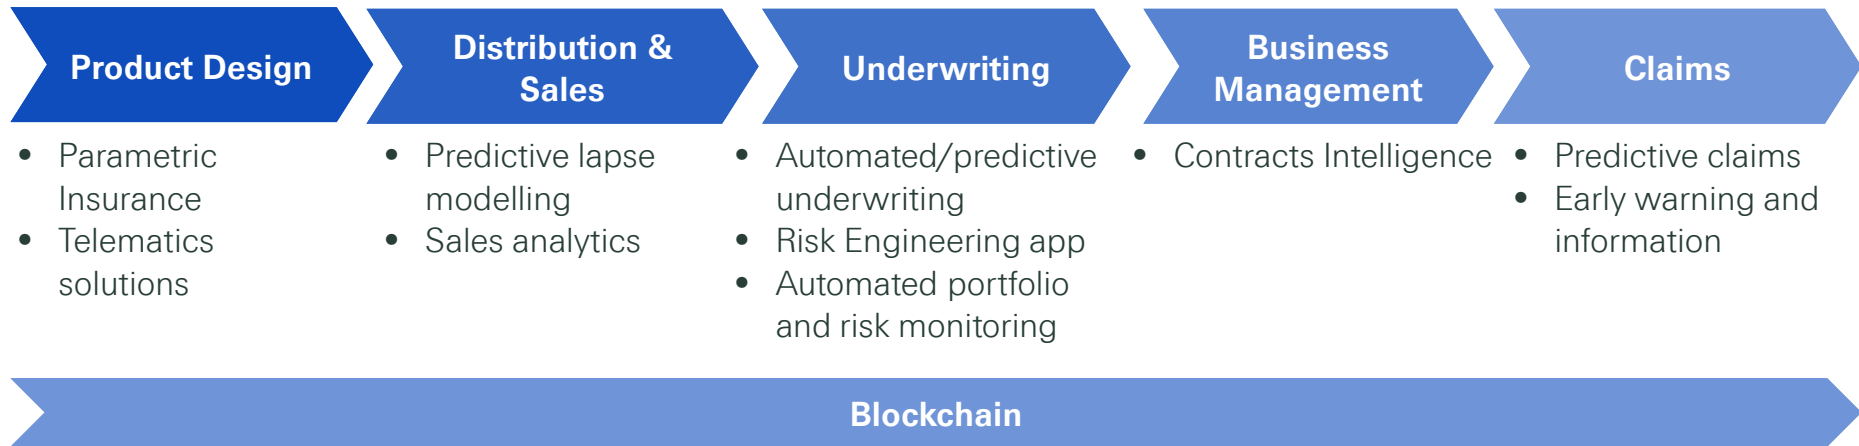 Product Design
Distribution &
Sales
Underwriting
Business
Management
Claims
• Parametric
Insurance
• Telematics
solutions
• Predictive lapse
modelling
• Sales analytics
• Automated/predictive
underwriting
• Risk Engineering app
• Automated portfolio
and risk monitoring
• Contracts Intelligence
• Predictive claims
• Early warning and
information
Blockchain